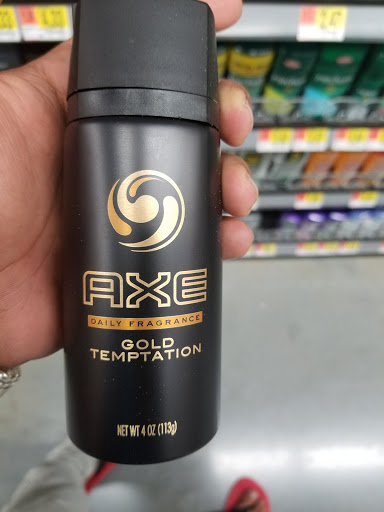 AXE
DAILY FRAGRANCE
GOLD
TEMPTATION
NET WT 4 OZ (113g)